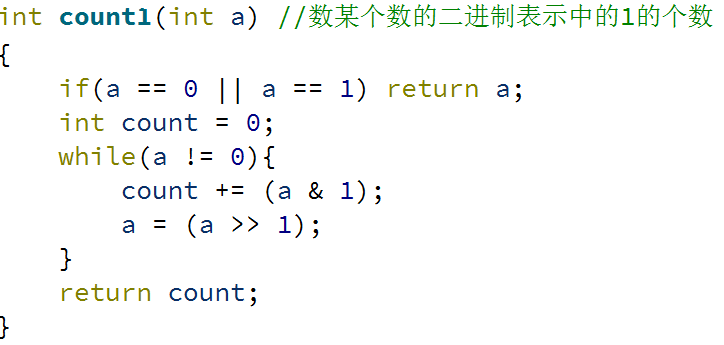 int count1(int a) //数某个数的二进制表示中的1的个数
{
    if(a == 0 || a == 1) return a;
    int count = 0;
    while(a != 0){
        count += (a & 1);
        a = (a >> 1);
    }
    return count;
}